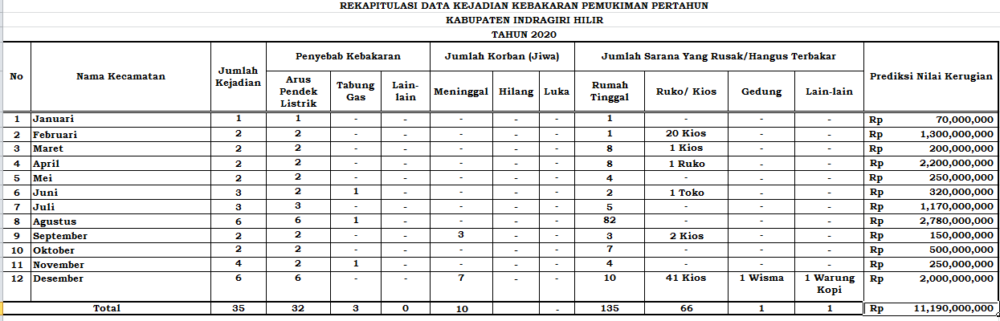 REKAPITULASI DATA KEJADIAN KEBAKARAN PEMUKIMAN PERTAHUN
KABUPATEN INDRAGIRI HILIR
TAHUN 2020
No Nama Kecamatan Jumlah Kejadian Penyebab Kebakaran Jumlah Korban (Jiwa) Jumlah Sarana Yang Rusak/Hangus Terbakar Prediksi Nilai Kerugian
Arus Pendek Listrik Tabung Gas Lain-lain Meninggal Hilang Luka Rumah Tinggal Ruko/ Kios Gedung Lain-lain
1 Januari 1 1 - - - - - 1 - - - Rp 70,000,000
2 Februari 2 2 - - - - - 1 20 Kios - - Rp 1,300,000,000
3 Maret 2 2 - - - - - 8 1 Kios - - Rp 200,000,000
4 April 2 2 - - - - - 8 1 Ruko - - Rp 2,200,000,000
5 Mei 2 2 - - - - - 4 - - - Rp 250,000,000
6 Juni 3 2 1 - - - - 2 1 Toko - - Rp 320,000,000
7 Juli 3 3 - - - - - 5 - - - Rp 1,170,000,000
8 Agustus 6 6 1 - - - - 82 - - - Rp 2,780,000,000
9 September 2 2 - - 3 - - 3 2 Kios - - Rp 150,000,000
10 Oktober 2 2 - - - - - 7 - - - Rp 500,000,000
11 November 4 2 1 - - - - 4 - - - Rp 250,000,000
12 Desember 6 6 - - 7 - - 10 41 Kios 1 Wisma 1 Warung Kopi Rp 2,000,000,000
Total 35 32 3 0 10 - 135 66 1 1 Rp 11,190,000,000